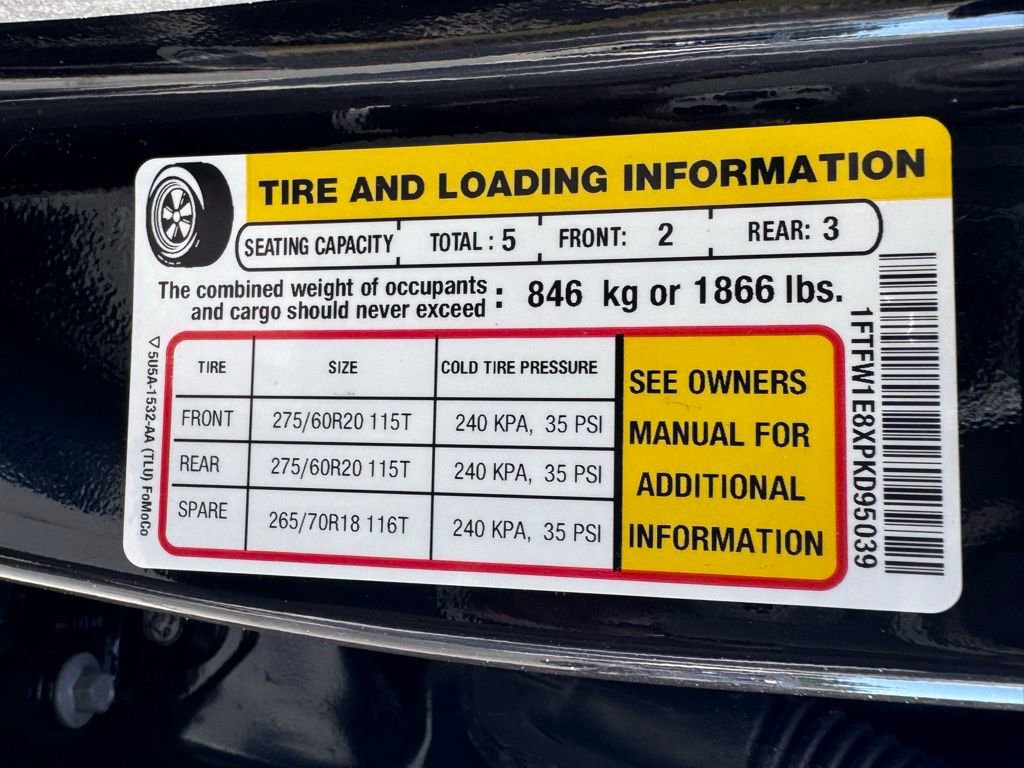 TIRE AND LOADING INFORMATION
SEATING CAPACITY TOTAL : 5 FRONT: 2 REAR: 3
The combined weight of occupants
and cargo should never exceed : 846 kg or 1866 lbs.
TIRE SIZE COLD TIRE PRESSURE
FRONT 275/60R20 115T 240 KPA, 35 PSI
REAR 275/60R20 115T 240 KPA, 35 PSI
SPARE 265/70R18 116T 240 KPA, 35 PSI
SEE OWNERS
MANUAL FOR
ADDITIONAL
INFORMATION
1FTFW1E8XPKD95039
5U5A-1532-AA (TLU) FoMoCo